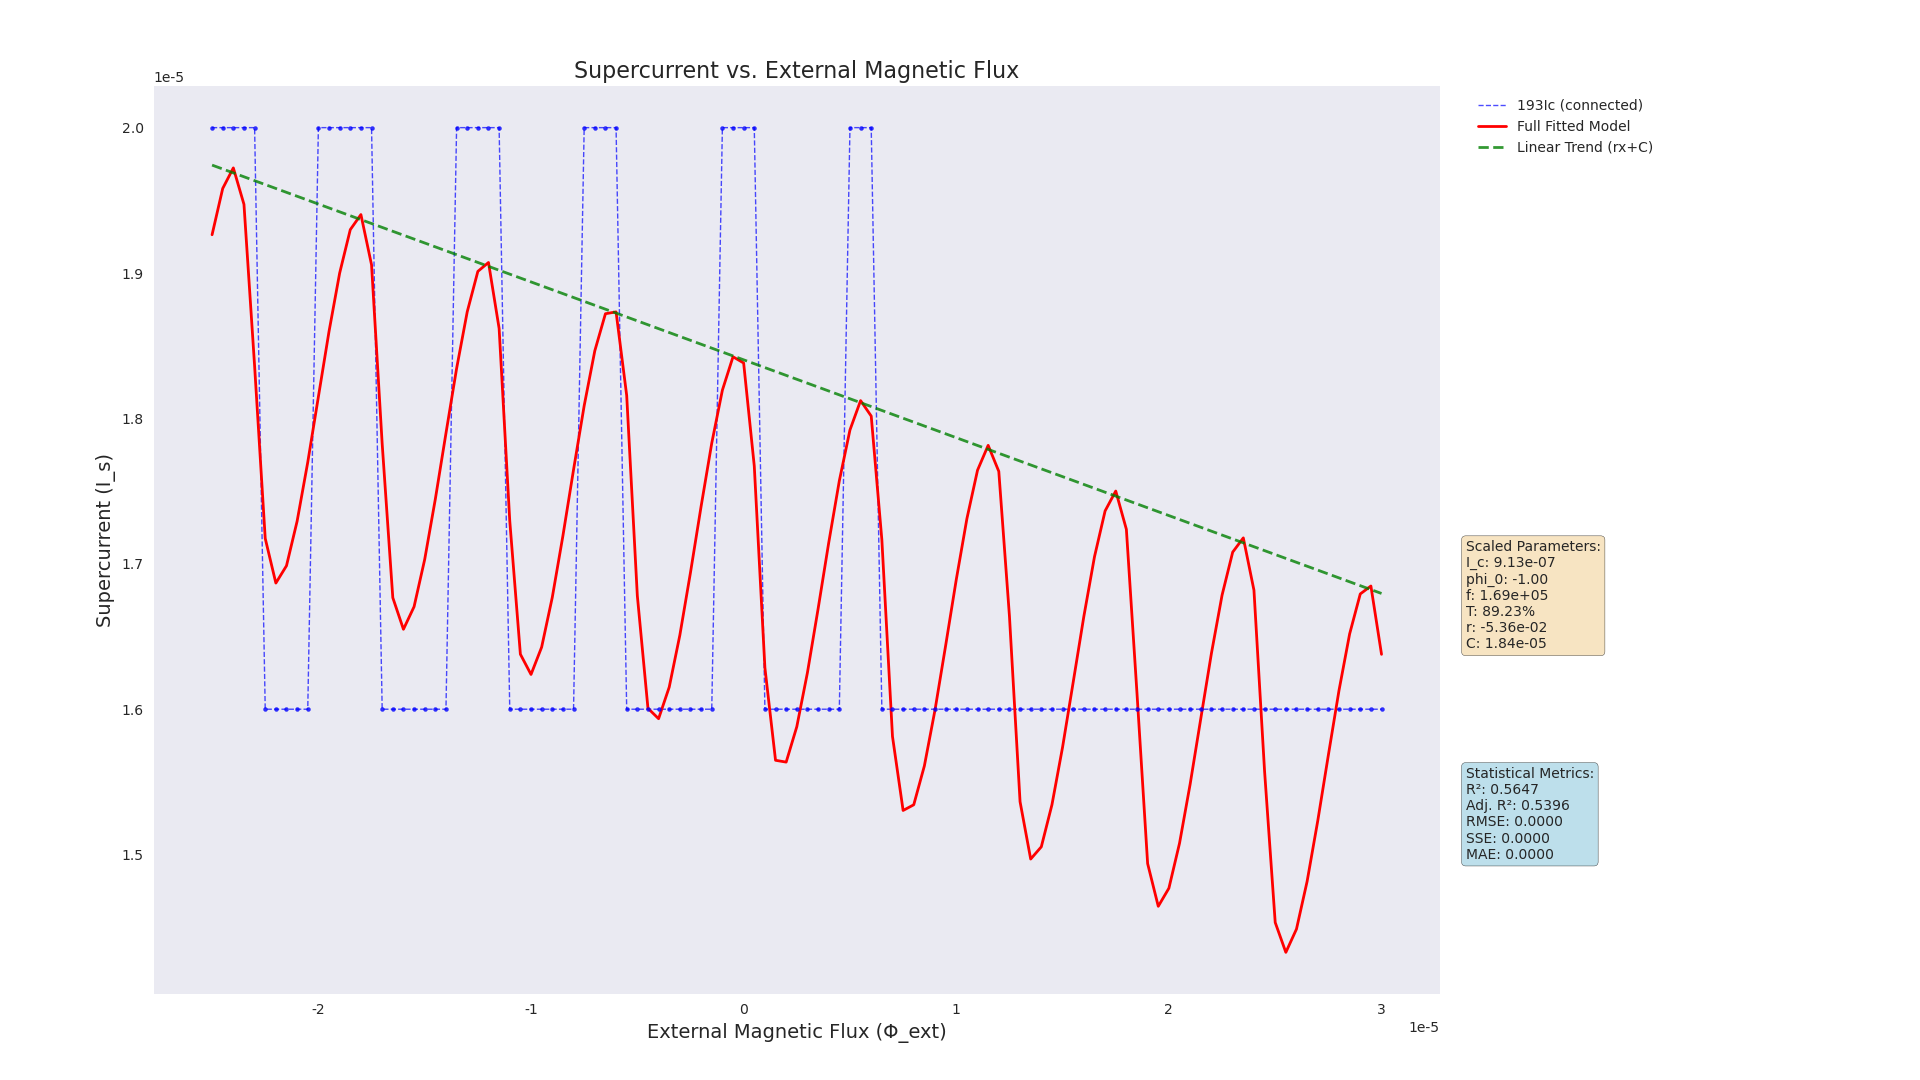 Supercurrent vs. External Magnetic Flux
1e-5
2.0
1.9
1.8
1.7
1.6
1.5
Supercurrent (I_s)
-2
-1
0
1
2
3
1e-5
External Magnetic Flux (Φ_ext)
193Ic (connected)
Full Fitted Model
Linear Trend (rx+C)
Scaled Parameters:
I_c: 9.13e-07
phi_0: -1.00
f: 1.69e+05
T: 89.23%
r: -5.36e-02
C: 1.84e-05
Statistical Metrics:
R²: 0.5647
Adj. R²: 0.5396
RMSE: 0.0000
SSE: 0.0000
MAE: 0.0000